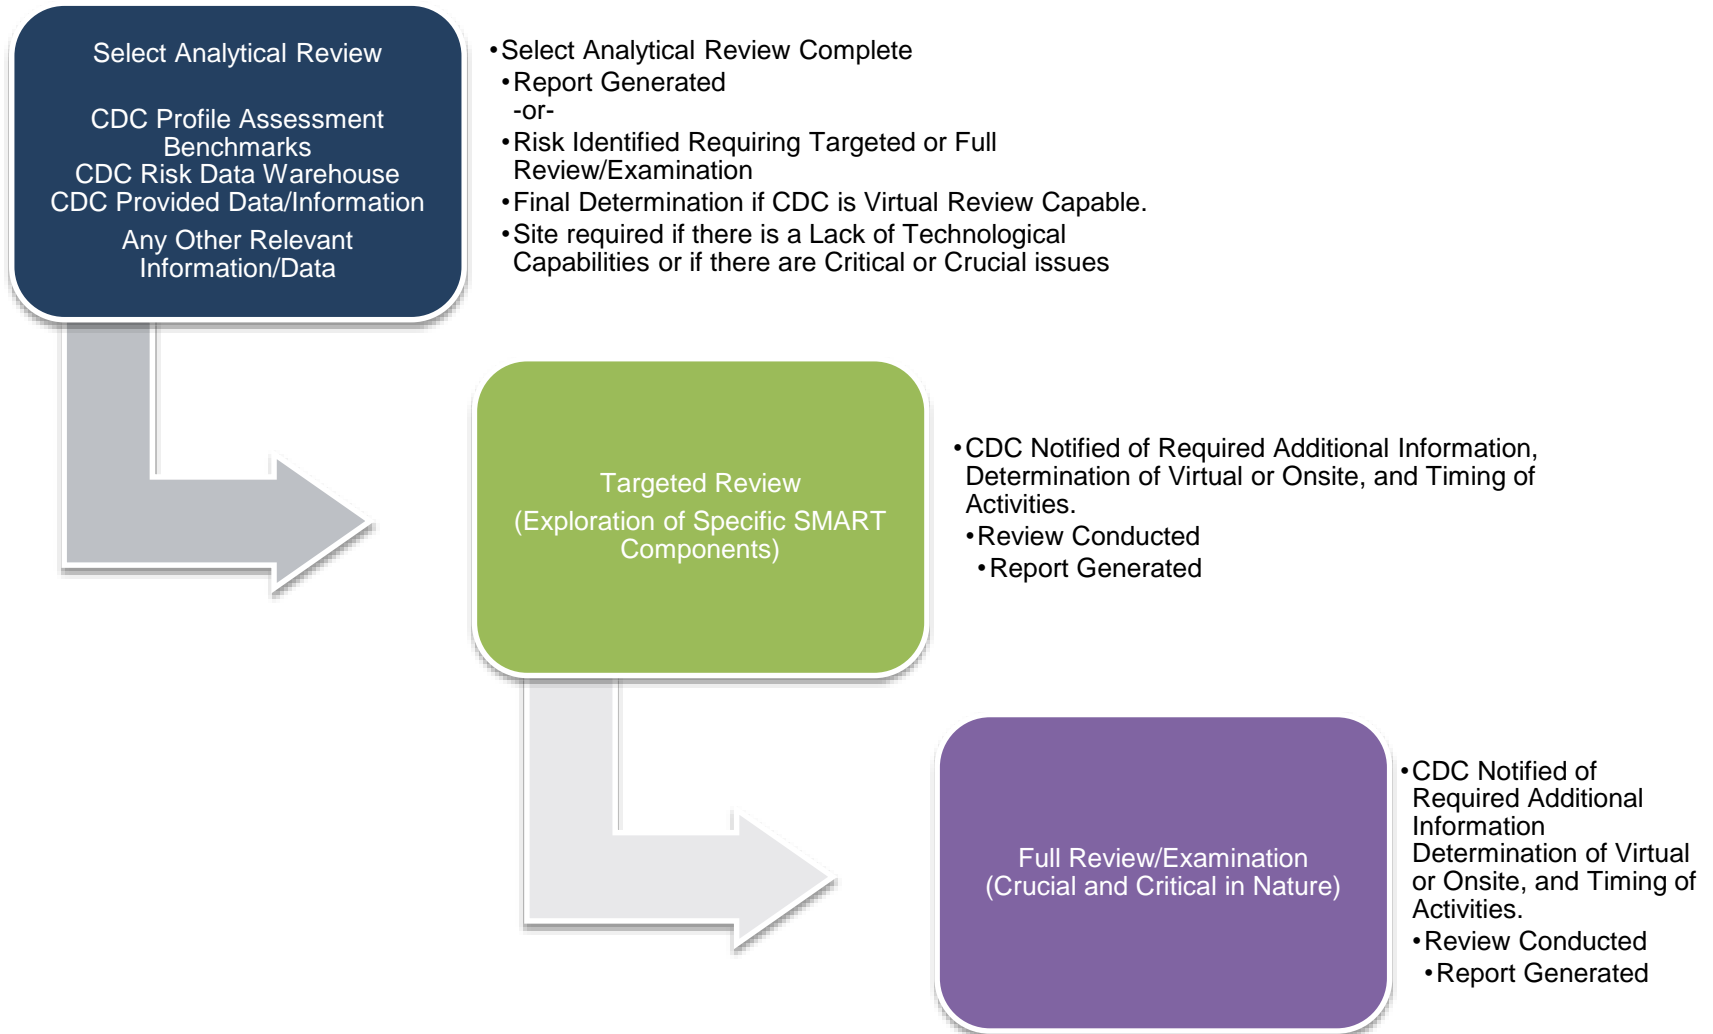 Select Analytical Review
CDC Profile Assessment
Benchmarks
CDC Risk Data Warehouse
CDC Provided Data/Information
Any Other Relevant
Information/Data
•Select Analytical Review Complete
•Report Generated
-or-
•Risk Identified Requiring Targeted or Full
Review/Examination
•Final Determination if CDC is Virtual Review Capable.
•Site required if there is a Lack of Technological
Capabilities or if there are Critical or Crucial issues
Targeted Review
(Exploration of Specific SMART
Components)
•CDC Notified of Required Additional Information,
Determination of Virtual or Onsite, and Timing of
Activities.
•Review Conducted
•Report Generated
Full Review/Examination
(Crucial and Critical in Nature)
•CDC Notified of
Required Additional
Information
Determination of Virtual
or Onsite, and Timing of
Activities.
•Review Conducted
•Report Generated